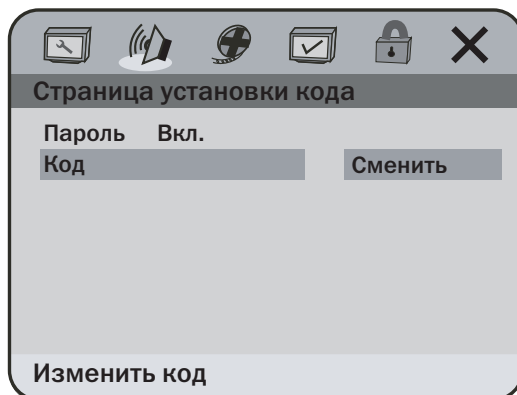 Страница установки кода
Пароль Вкл.
Код Сменить
Изменить код